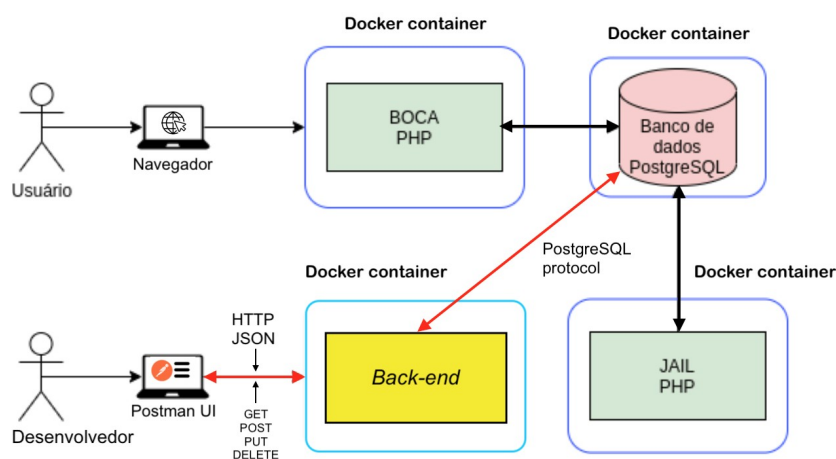 Docker container
Docker container
BOCA
PHP
Banco de
dados
PostgreSQL
Navegador
Usuário
PostgreSQL
protocol
Docker container
Docker container
HTTP
JSON
Back-end
JAIL
PHP
Postman UI
GET
POST
PUT
DELETE
Desenvolvedor